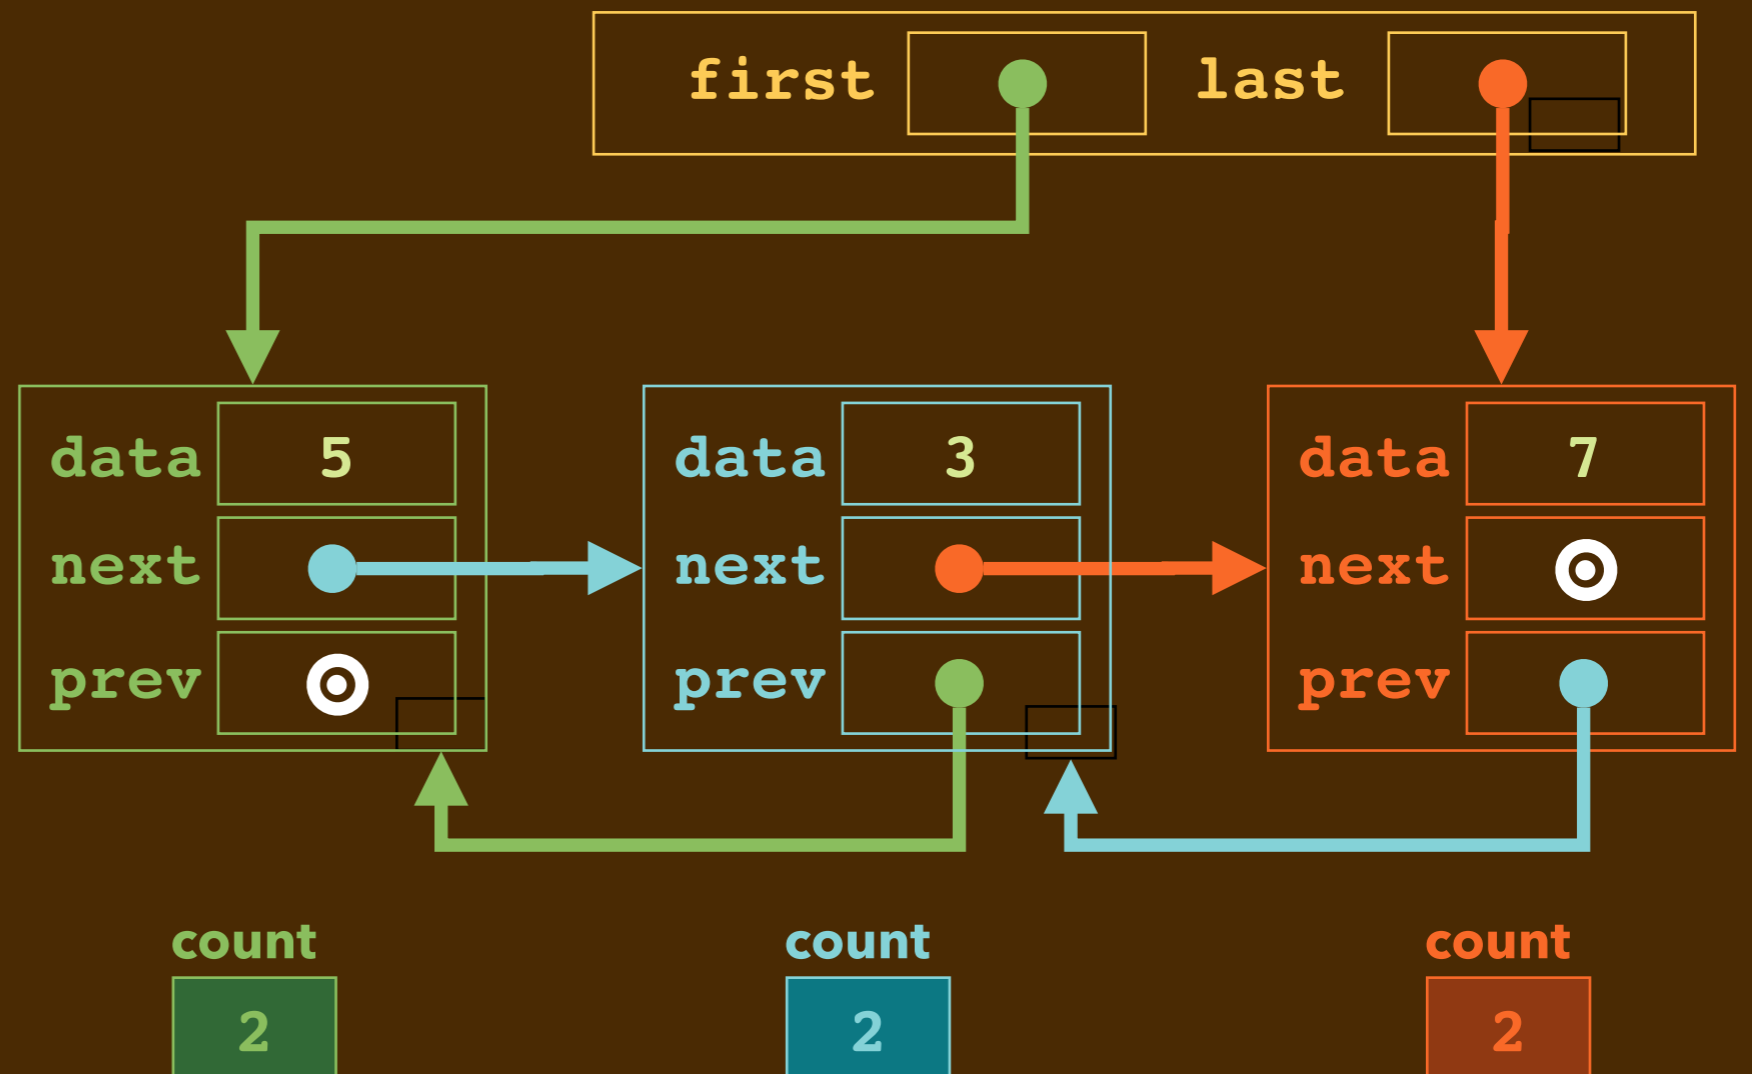 first last
data 5 data 3 data 7
next next next
prev prev prev
count count count
2 2 2